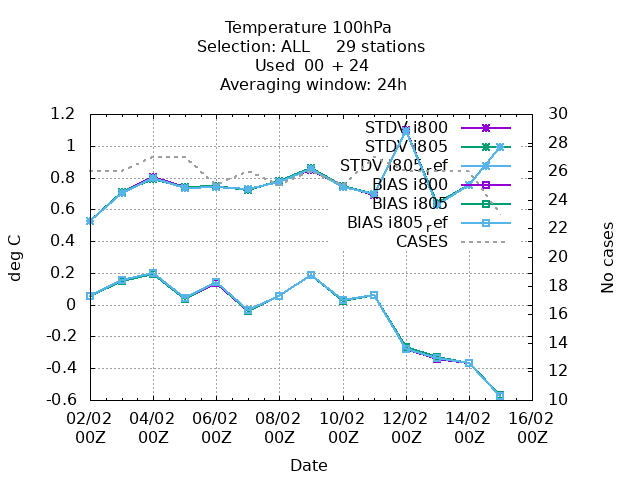 Temperature 100hPa
Selection: ALL 29 stations
Used 00 + 24
Averaging window: 24h
STDV i800
STDV i805
STDV i805ref
BIAS i800
BIAS i805
BIAS i805ref
CASES
1.2
1
0.8
0.6
0.4
0.2
0
-0.2
-0.4
-0.6
deg C
30
28
26
24
22
20
18
16
14
12
10
No cases
02/02 04/02 06/02 08/02 10/02 12/02 14/02 16/02
00Z 00Z 00Z 00Z 00Z 00Z 00Z 00Z
Date